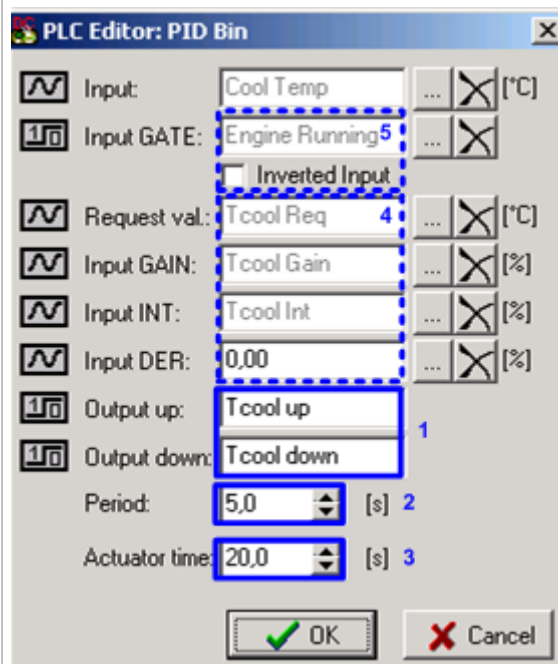 PLC Editor: PID Bin
Input: Cool Temp ... [°C]
Input GATE: Engine Running 5 ...
Inverted Input
Request val.: Tcool Req 4 ... [°C]
Input GAIN: Tcool Gain ... [%]
Input INT: Tcool Int ... [%]
Input DER: 0,00 ... [%]
Output up: Tcool up
1
Output down: Tcool down
Period: 5,0 [s] 2
Actuator time: 20,0 [s] 3
OK Cancel